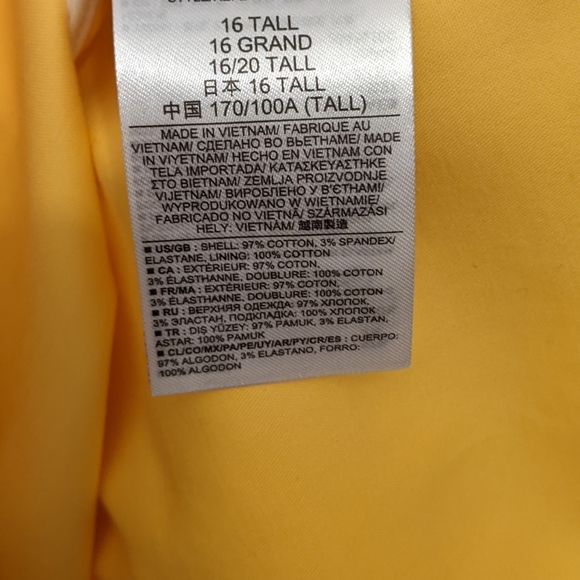 16 TALL
16 GRAND
16/20 TALL
日本 16 TALL
中国 170/100A (TALL)
MADE IN VIETNAM/ FABRIQUE AU
VIETNAM/ СДЕЛАНО ВО ВЬЕТНАМЕ/ MADE
IN VIYETNAM/ HECHO EN VIETNAM CON
TELA IMPORTADA/ ΚΑΤΑΣΚΕΥΑΣΤΗΚΕ
ΣΤΟ ΒΙΕΤΝΑΜ/ ZEMLJA PROIZVODNJE
VIJETNAM/ ВИРОБЛЕНО У В'ЄТНАМІ/
WYPRODUKOWANO W WIETNAMIE/
FABRICADO NO VIETNÃ/ SZÁRMAZÁSI
HELY: VIETNAM/ 越南製造
■ US/GB : SHELL: 97% COTTON, 3% SPANDEX/
ELASTANE, LINING: 100% COTTON
■ CA : EXTÉRIEUR: 97% COTON,
3% ÉLASTHANNE, DOUBLURE: 100% COTON
■ FR/MA : EXTÉRIEUR: 97% COTON,
3% ÉLASTHANNE, DOUBLURE: 100% COTON
■ RU : ВЕРХНЯЯ ОДЕЖДА: 97% ХЛОПОК,
3% ЭЛАСТАН, ПОДКЛАДКА: 100% ХЛОПОК
■ TR : DIŞ YÜZEY: 97% PAMUK, 3% ELASTAN,
ASTAR: 100% PAMUK
■ CL/CO/MX/PA/PE/UY/AR/PY/CR/ES : CUERPO:
97% ALGODON, 3% ELASTANO, FORRO:
100% ALGODON